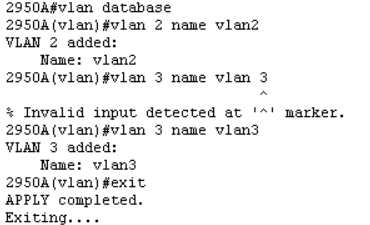 2950A#vlan database
2950A(vlan)#vlan 2 name vlan2
VLAN 2 added:
    Name: vlan2
2950A(vlan)#vlan 3 name vlan 3
                              ^
% Invalid input detected at '^' marker.
2950A(vlan)#vlan 3 name vlan3
VLAN 3 added:
    Name: vlan3
2950A(vlan)#exit
APPLY completed.
Exiting....